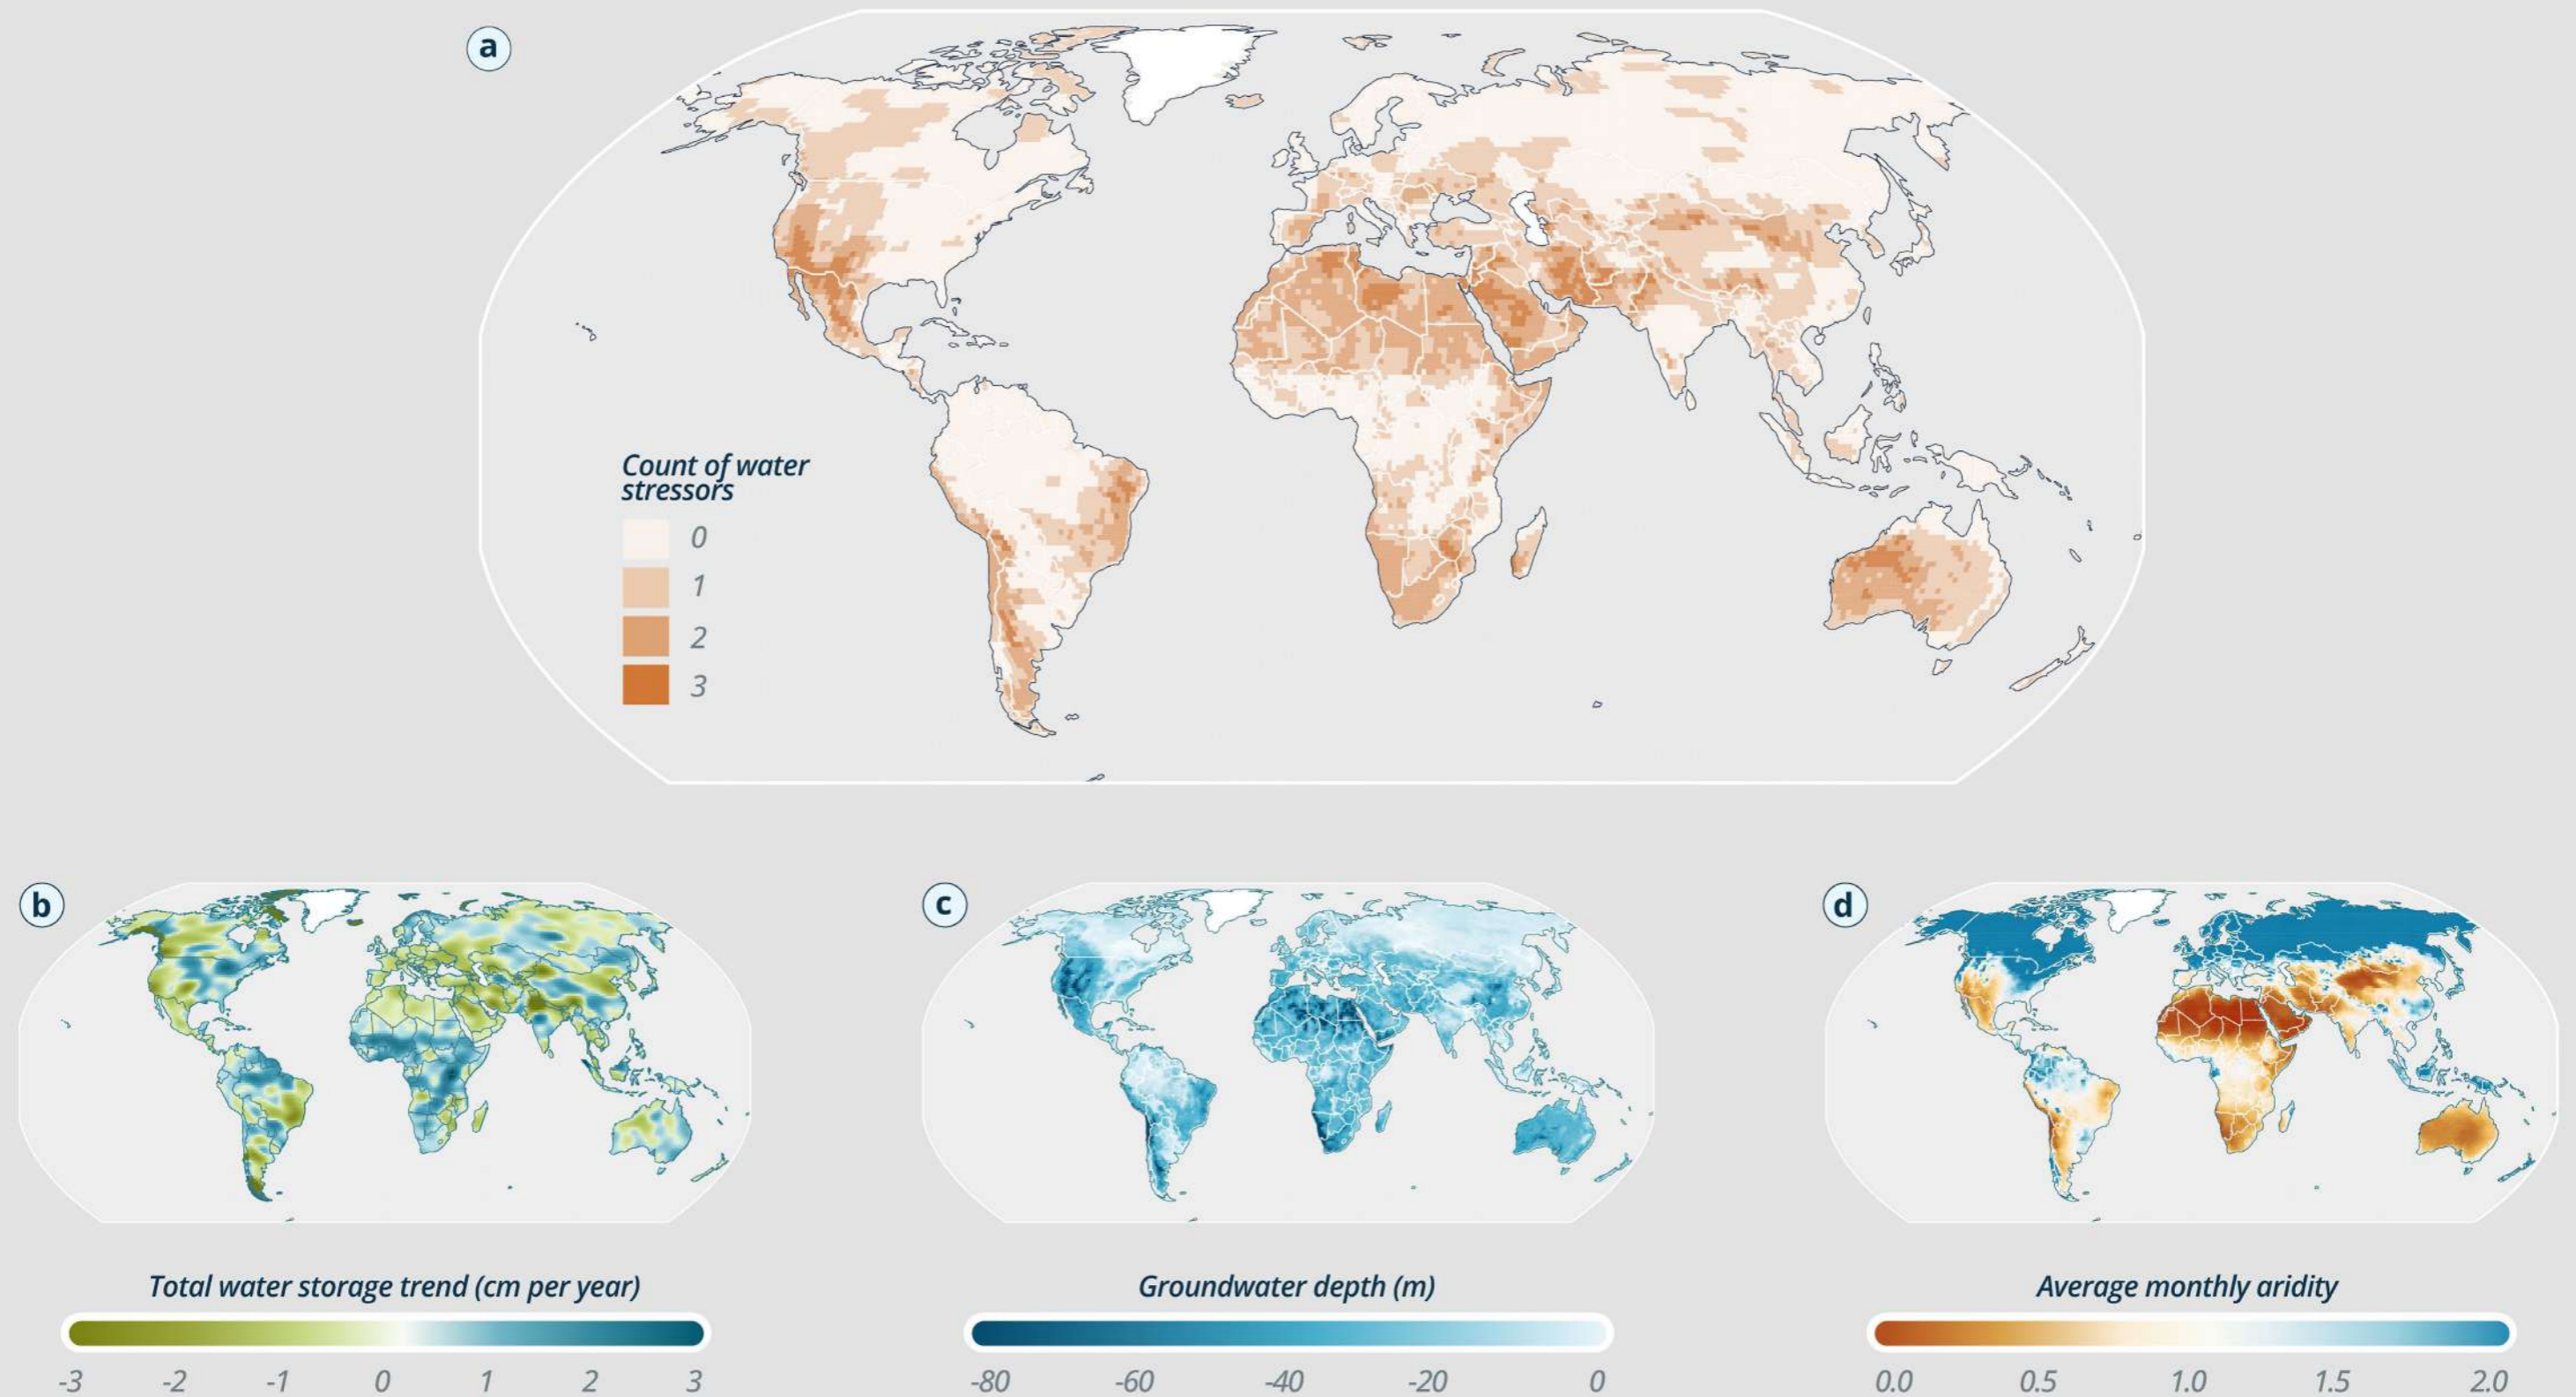 a
Count of water
stressors
0
1
2
3
b
c
d
Total water storage trend (cm per year)
-3 -2 -1 0 1 2 3
Groundwater depth (m)
-80 -60 -40 -20 0
Average monthly aridity
0.0 0.5 1.0 1.5 2.0